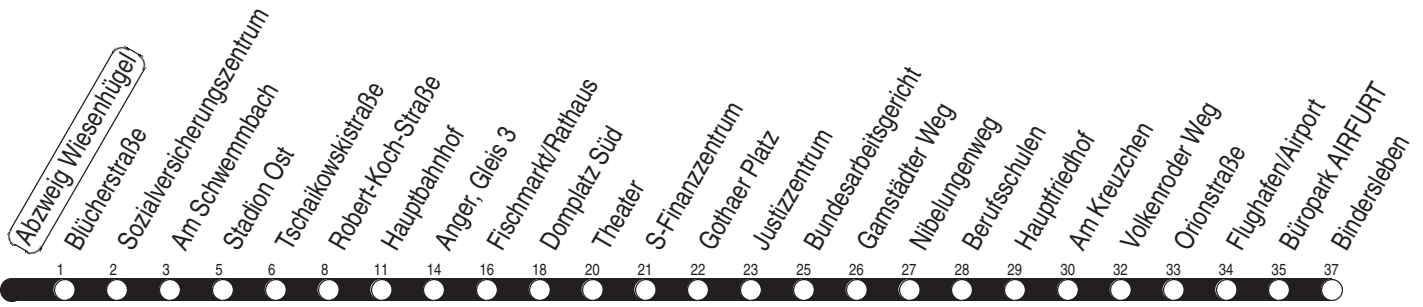 Abzweig Wiesenhügel
Blücherstraße
Sozialversicherungszentrum
Am Schwemmbach
Stadion Ost
Tschaikowskistraße
Robert-Koch-Straße
Hauptbahnhof
Anger, Gleis 3
Fischmarkt/Rathaus
Domplatz Süd
Theater
S-Finanzzentrum
Gothaer Platz
Justizzentrum
Bundesarbeitsgericht
Gamstädter Weg
Nibelungenweg
Berufsschulen
Hauptfriedhof
Am Kreuzchen
Volkenroder Weg
Orionstraße
Flughafen/Airport
Büropark AIRFURT
Bindersleben
1 2 3 5 6 8 11 14 16 18 20 21 22 23 25 26 27 28 29 30 32 33 34 35 37